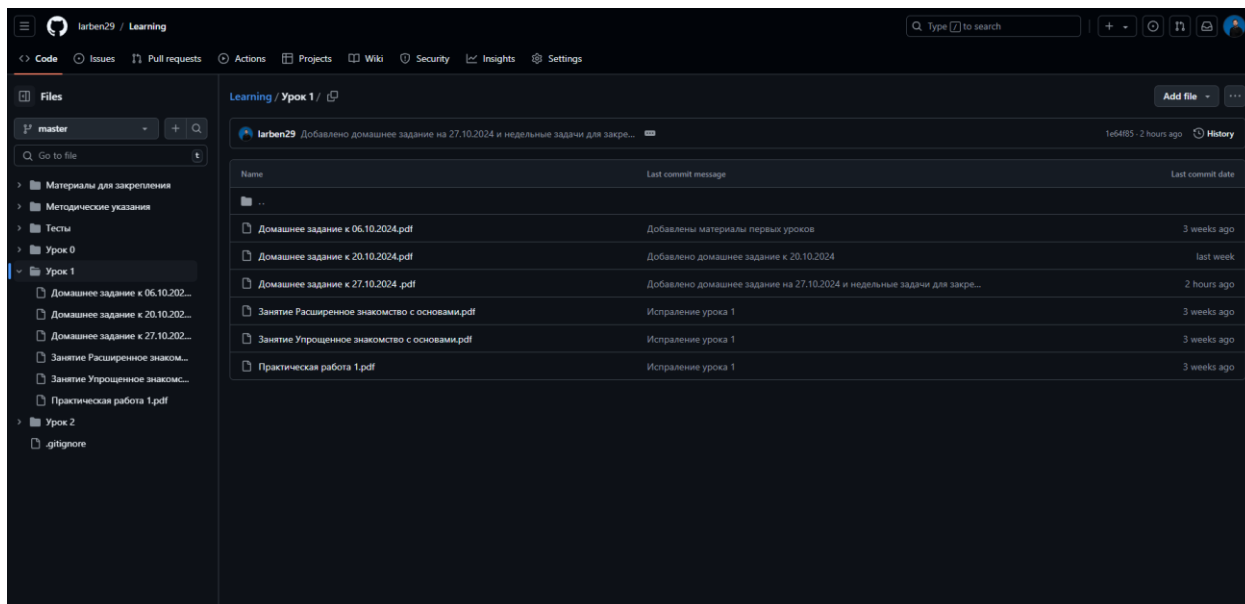 larben29 / Learning
Type / to search
Code Issues Pull requests Actions Projects Wiki Security Insights Settings
Files
master
Go to file t
Материалы для закрепления
Методические указания
Тесты
Урок 0
Урок 1
Домашнее задание к 06.10.202...
Домашнее задание к 20.10.202...
Домашнее задание к 27.10.202...
Занятие Расширенное знаком...
Занятие Упрощенное знакомс...
Практическая работа 1.pdf
Урок 2
.gitignore
Learning / Урок 1 /
Add file
larben29 Добавлено домашнее задание на 27.10.2024 и недельные задачи для закре...
1e64f85 · 2 hours ago History
Name Last commit message Last commit date
..
Домашнее задание к 06.10.2024.pdf Добавлены материалы первых уроков 3 weeks ago
Домашнее задание к 20.10.2024.pdf Добавлено домашнее задание к 20.10.2024 last week
Домашнее задание к 27.10.2024 .pdf Добавлено домашнее задание на 27.10.2024 и недельные задачи для закре... 2 hours ago
Занятие Расширенное знакомство с основами.pdf Испраление урока 1 3 weeks ago
Занятие Упрощенное знакомство с основами.pdf Испраление урока 1 3 weeks ago
Практическая работа 1.pdf Испраление урока 1 3 weeks ago